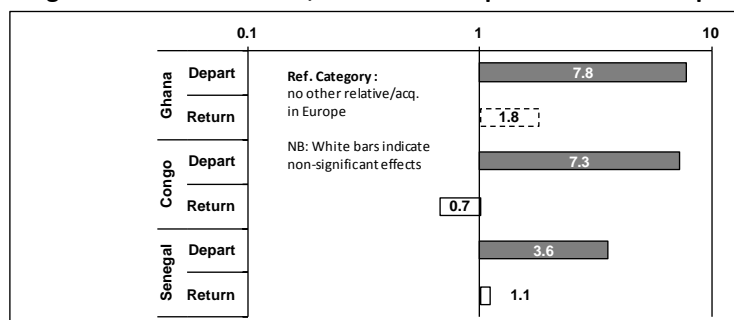 0.1 1 10
Ghana
Depart
7.8
Return
1.8
Congo
Depart
7.3
Return
0.7
Senegal
Depart
3.6
Return
1.1
Ref. Category :
no other relative/acq.
in Europe
NB: White bars indicate
non-significant effects